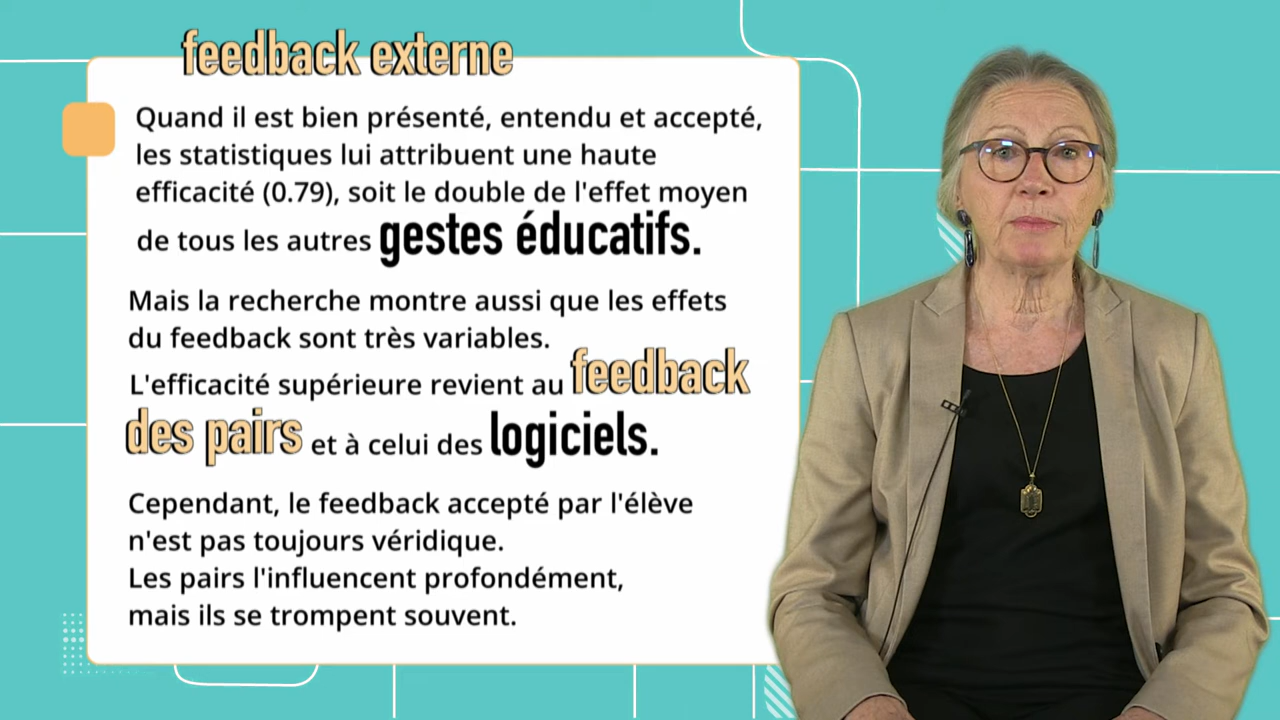 feedback externe
Quand il est bien présenté, entendu et accepté,
les statistiques lui attribuent une haute
efficacité (0.79), soit le double de l'effet moyen
de tous les autres gestes éducatifs.
Mais la recherche montre aussi que les effets
du feedback sont très variables.
L'efficacité supérieure revient au feedback
des pairs et à celui des logiciels.
Cependant, le feedback accepté par l'élève
n'est pas toujours véridique.
Les pairs l'influencent profondément,
mais ils se trompent souvent.